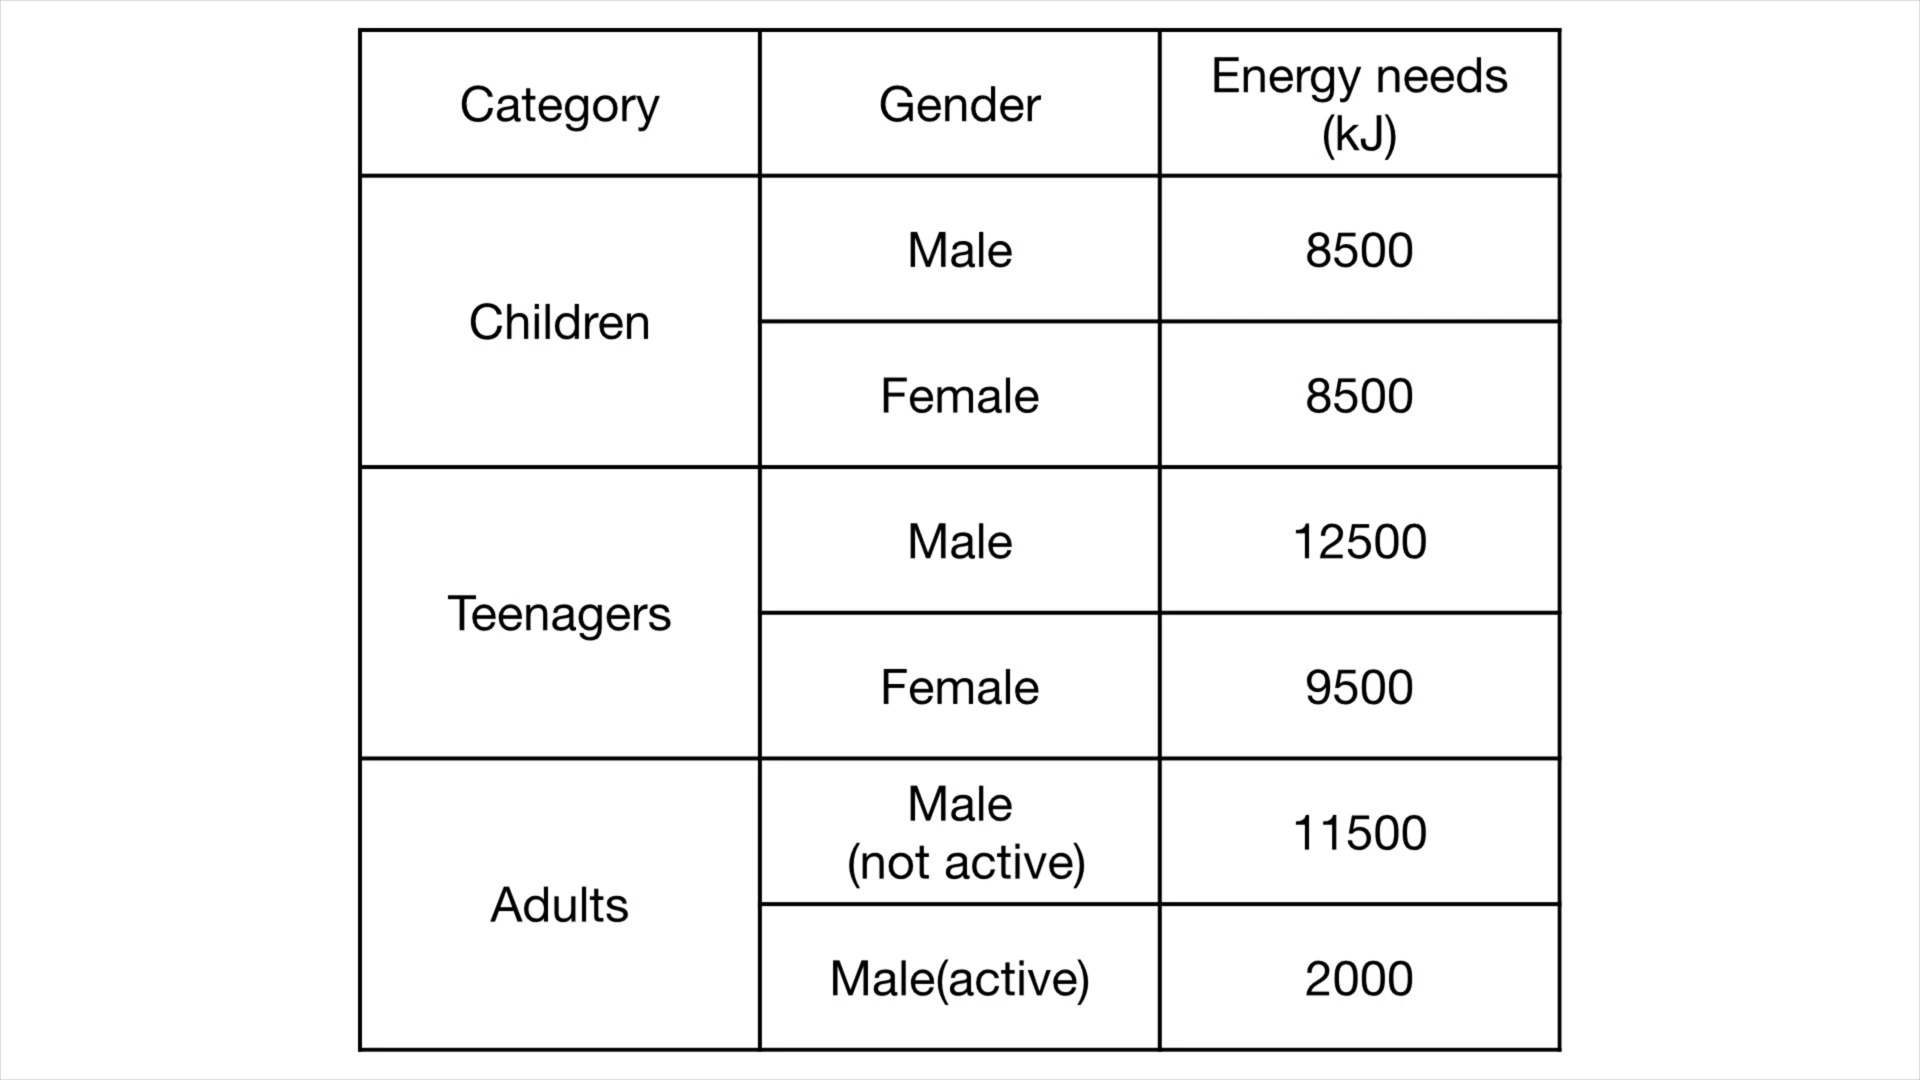 Category
Gender
Energy needs
(kJ)
Children
Male
8500
Female
8500
Teenagers
Male
12500
Female
9500
Adults
Male
(not active)
11500
Male(active)
2000